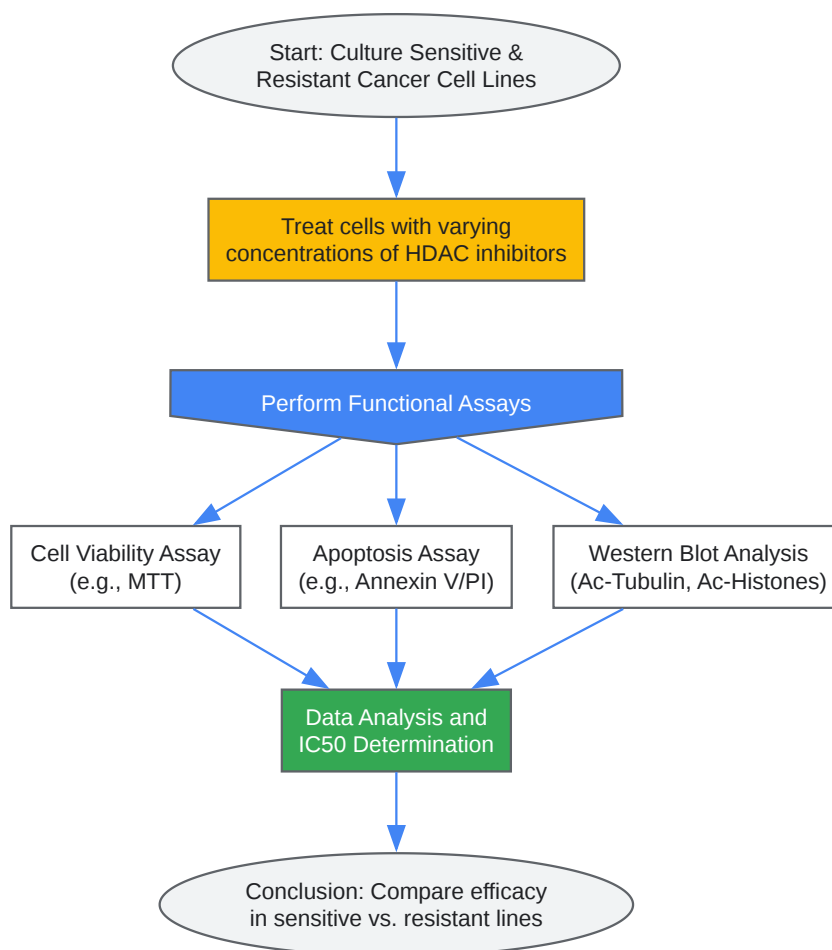 Start: Culture Sensitive &
Resistant Cancer Cell Lines
Treat cells with varying
concentrations of HDAC inhibitors
Perform Functional Assays
Cell Viability Assay
(e.g., MTT)
Apoptosis Assay
(e.g., Annexin V/PI)
Western Blot Analysis
(Ac-Tubulin, Ac-Histones)
Data Analysis and
IC50 Determination
Conclusion: Compare efficacy
in sensitive vs. resistant lines